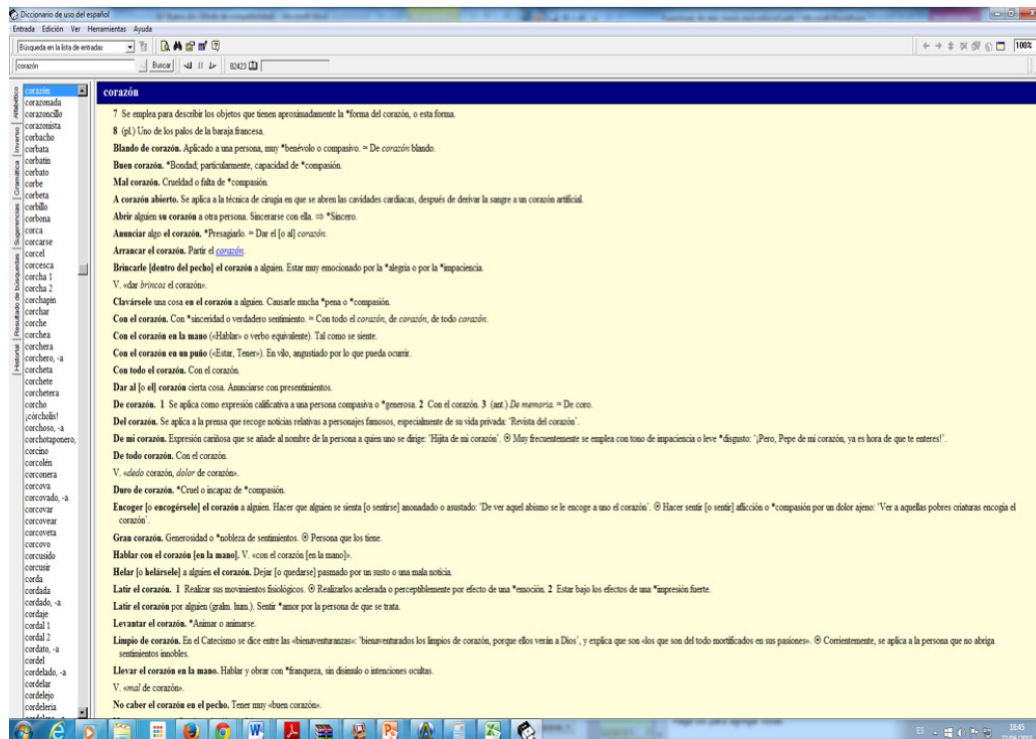 Diccionario de uso del español
Entrada Edición Ver Herramientas Ayuda
Búsqueda en la lista de entradas
100%
corazón
Buscar
82423
Alfabético
Inverso
Gramática
Sugerencias
Resultado de búsquedas
Historial
corazón
corazonada
corazoncillo
corazonista
corbacho
corbata
corbatín
corbato
corbe
corbeta
corbillo
corbona
corca
corcarse
corcel
corcesca
corcha 1
corcha 2
corchapín
corchar
corche
corchea
corchera
corchero, -a
corcheta
corchete
corchetera
corcho
¡córcholis!
corchoso, -a
corchotaponero,
corcino
corcolén
corconera
corcova
corcovado, -a
corcovar
corcovear
corcoveta
corcovo
corcusido
corcusir
corda
cordada
cordado, -a
cordaje
cordal 1
cordal 2
cordato, -a
cordel
cordelado, -a
cordelar
cordelejo
cordelería
corazón
7 Se emplea para describir los objetos que tienen aproximadamente la *forma del corazón, o esta forma.
8 (pl.) Uno de los palos de la baraja francesa.
Blando de corazón. Aplicado a una persona, muy *benévolo o compasivo. ≃ De corazón blando.
Buen corazón. *Bondad; particularmente, capacidad de *compasión.
Mal corazón. Crueldad o falta de *compasión.
A corazón abierto. Se aplica a la técnica de cirugía en que se abren las cavidades cardiacas, después de derivar la sangre a un corazón artificial.
Abrir alguien su corazón a otra persona. Sincerarse con ella. ⇒ *Sincero.
Anunciar algo el corazón. *Presagiarlo. ≃ Dar el [o al] corazón.
Arrancar el corazón. Partir el corazón.
Brincarle [dentro del pecho] el corazón a alguien. Estar muy emocionado por la *alegría o por la *impaciencia.
V. «dar brincos el corazón».
Clavársele una cosa en el corazón a alguien. Causarle mucha *pena o *compasión.
Con el corazón. Con *sinceridad o verdadero sentimiento. ≃ Con todo el corazón, de corazón, de todo corazón.
Con el corazón en la mano («Hablar» o verbo equivalente). Tal como se siente.
Con el corazón en un puño («Estar, Tener»). En vilo, angustiado por lo que pueda ocurrir.
Con todo el corazón. Con el corazón.
Dar al [o el] corazón cierta cosa. Anunciarse con presentimientos.
De corazón. 1 Se aplica como expresión calificativa a una persona compasiva o *generosa. 2 Con el corazón. 3 (ant.) De memoria. ≃ De coro.
Del corazón. Se aplica a la prensa que recoge noticias relativas a personajes famosos, especialmente de su vida privada: 'Revista del corazón'.
De mi corazón. Expresión cariñosa que se añade al nombre de la persona a quien uno se dirige: 'Hijita de mi corazón'. ⊙ Muy frecuentemente se emplea con tono de impaciencia o leve *disgusto: '¡Pero, Pepe de mi corazón, ya es hora de que te enteres!'.
De todo corazón. Con el corazón.
V. «dedo corazón, dolor de corazón».
Duro de corazón. *Cruel o incapaz de *compasión.
Encoger [o encogérsele] el corazón a alguien. Hacer que alguien se sienta [o sentirse] anonadado o asustado: 'De ver aquel abismo se le encoge a uno el corazón'. ⊙ Hacer sentir [o sentir] aflicción o *compasión por un dolor ajeno: 'Ver a aquellas pobres criaturas encogía el
corazón'.
Gran corazón. Generosidad o *nobleza de sentimientos. ⊙ Persona que los tiene.
Hablar con el corazón [en la mano]. V. «con el corazón [en la mano]».
Helar [o helársele] a alguien el corazón. Dejar [o quedarse] pasmado por un susto o una mala noticia.
Latir el corazón. 1 Realizar sus movimientos fisiológicos. ⊙ Realizarlos acelerada o perceptiblemente por efecto de una *emoción. 2 Estar bajo los efectos de una *impresión fuerte.
Latir el corazón por alguien (gralm. hum.). Sentir *amor por la persona de que se trata.
Levantar el corazón. *Animar o animarse.
Limpio de corazón. En el Catecismo se dice entre las «bienaventuranzas»: 'bienaventurados los limpios de corazón, porque ellos verán a Dios', y explica que son «los que son del todo mortificados en sus pasiones». ⊙ Corrientemente, se aplica a la persona que no abriga
sentimientos innobles.
Llevar el corazón en la mano. Hablar y obrar con *franqueza, sin disimulo o intenciones ocultas.
V. «mal de corazón».
No caber el corazón en el pecho. Tener muy «buen corazón».
ES
18:45